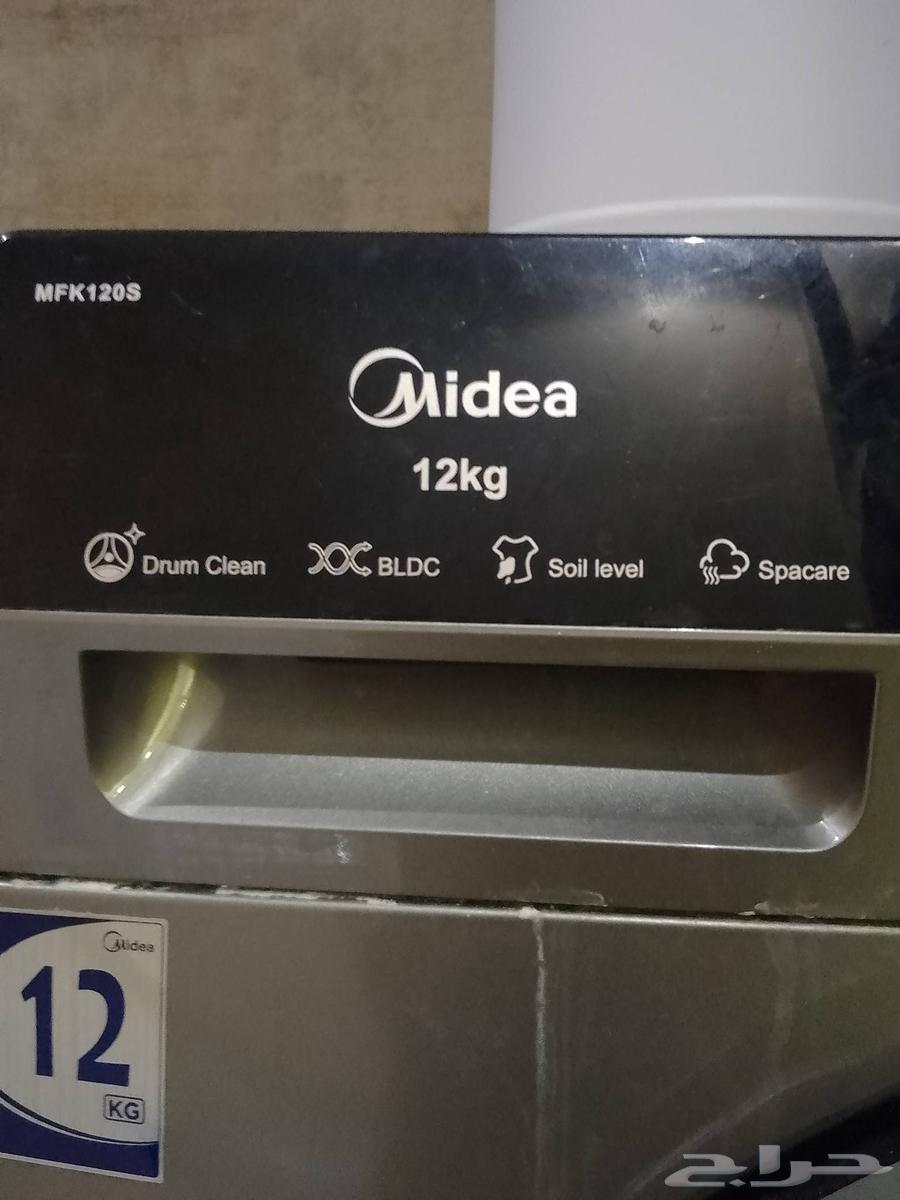 MFK120S
Midea
12kg
Drum Clean BLDC Soil level Spacare
Midea
12
KG
حراج